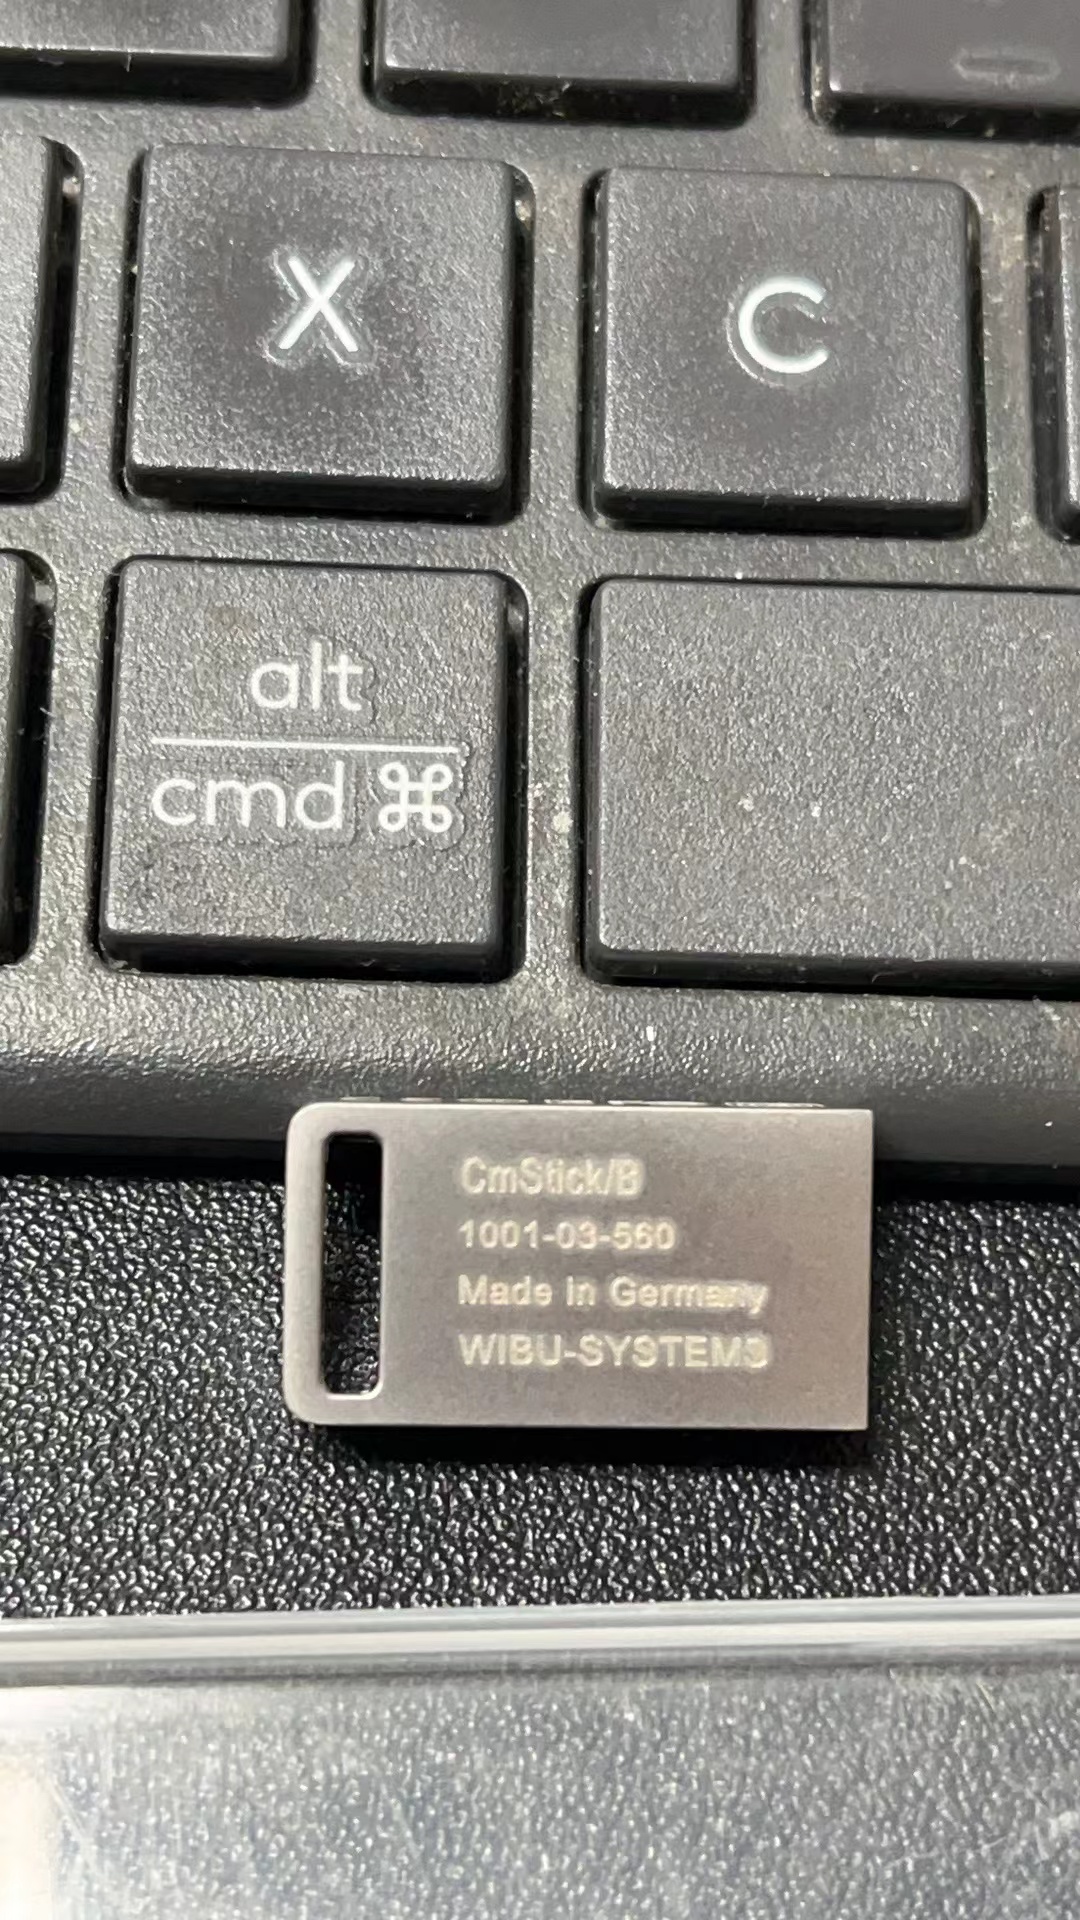 X
C
alt
cmd ⌘
CmStick/B
1001-03-560
Made in Germany
WIBU-SYSTEMS